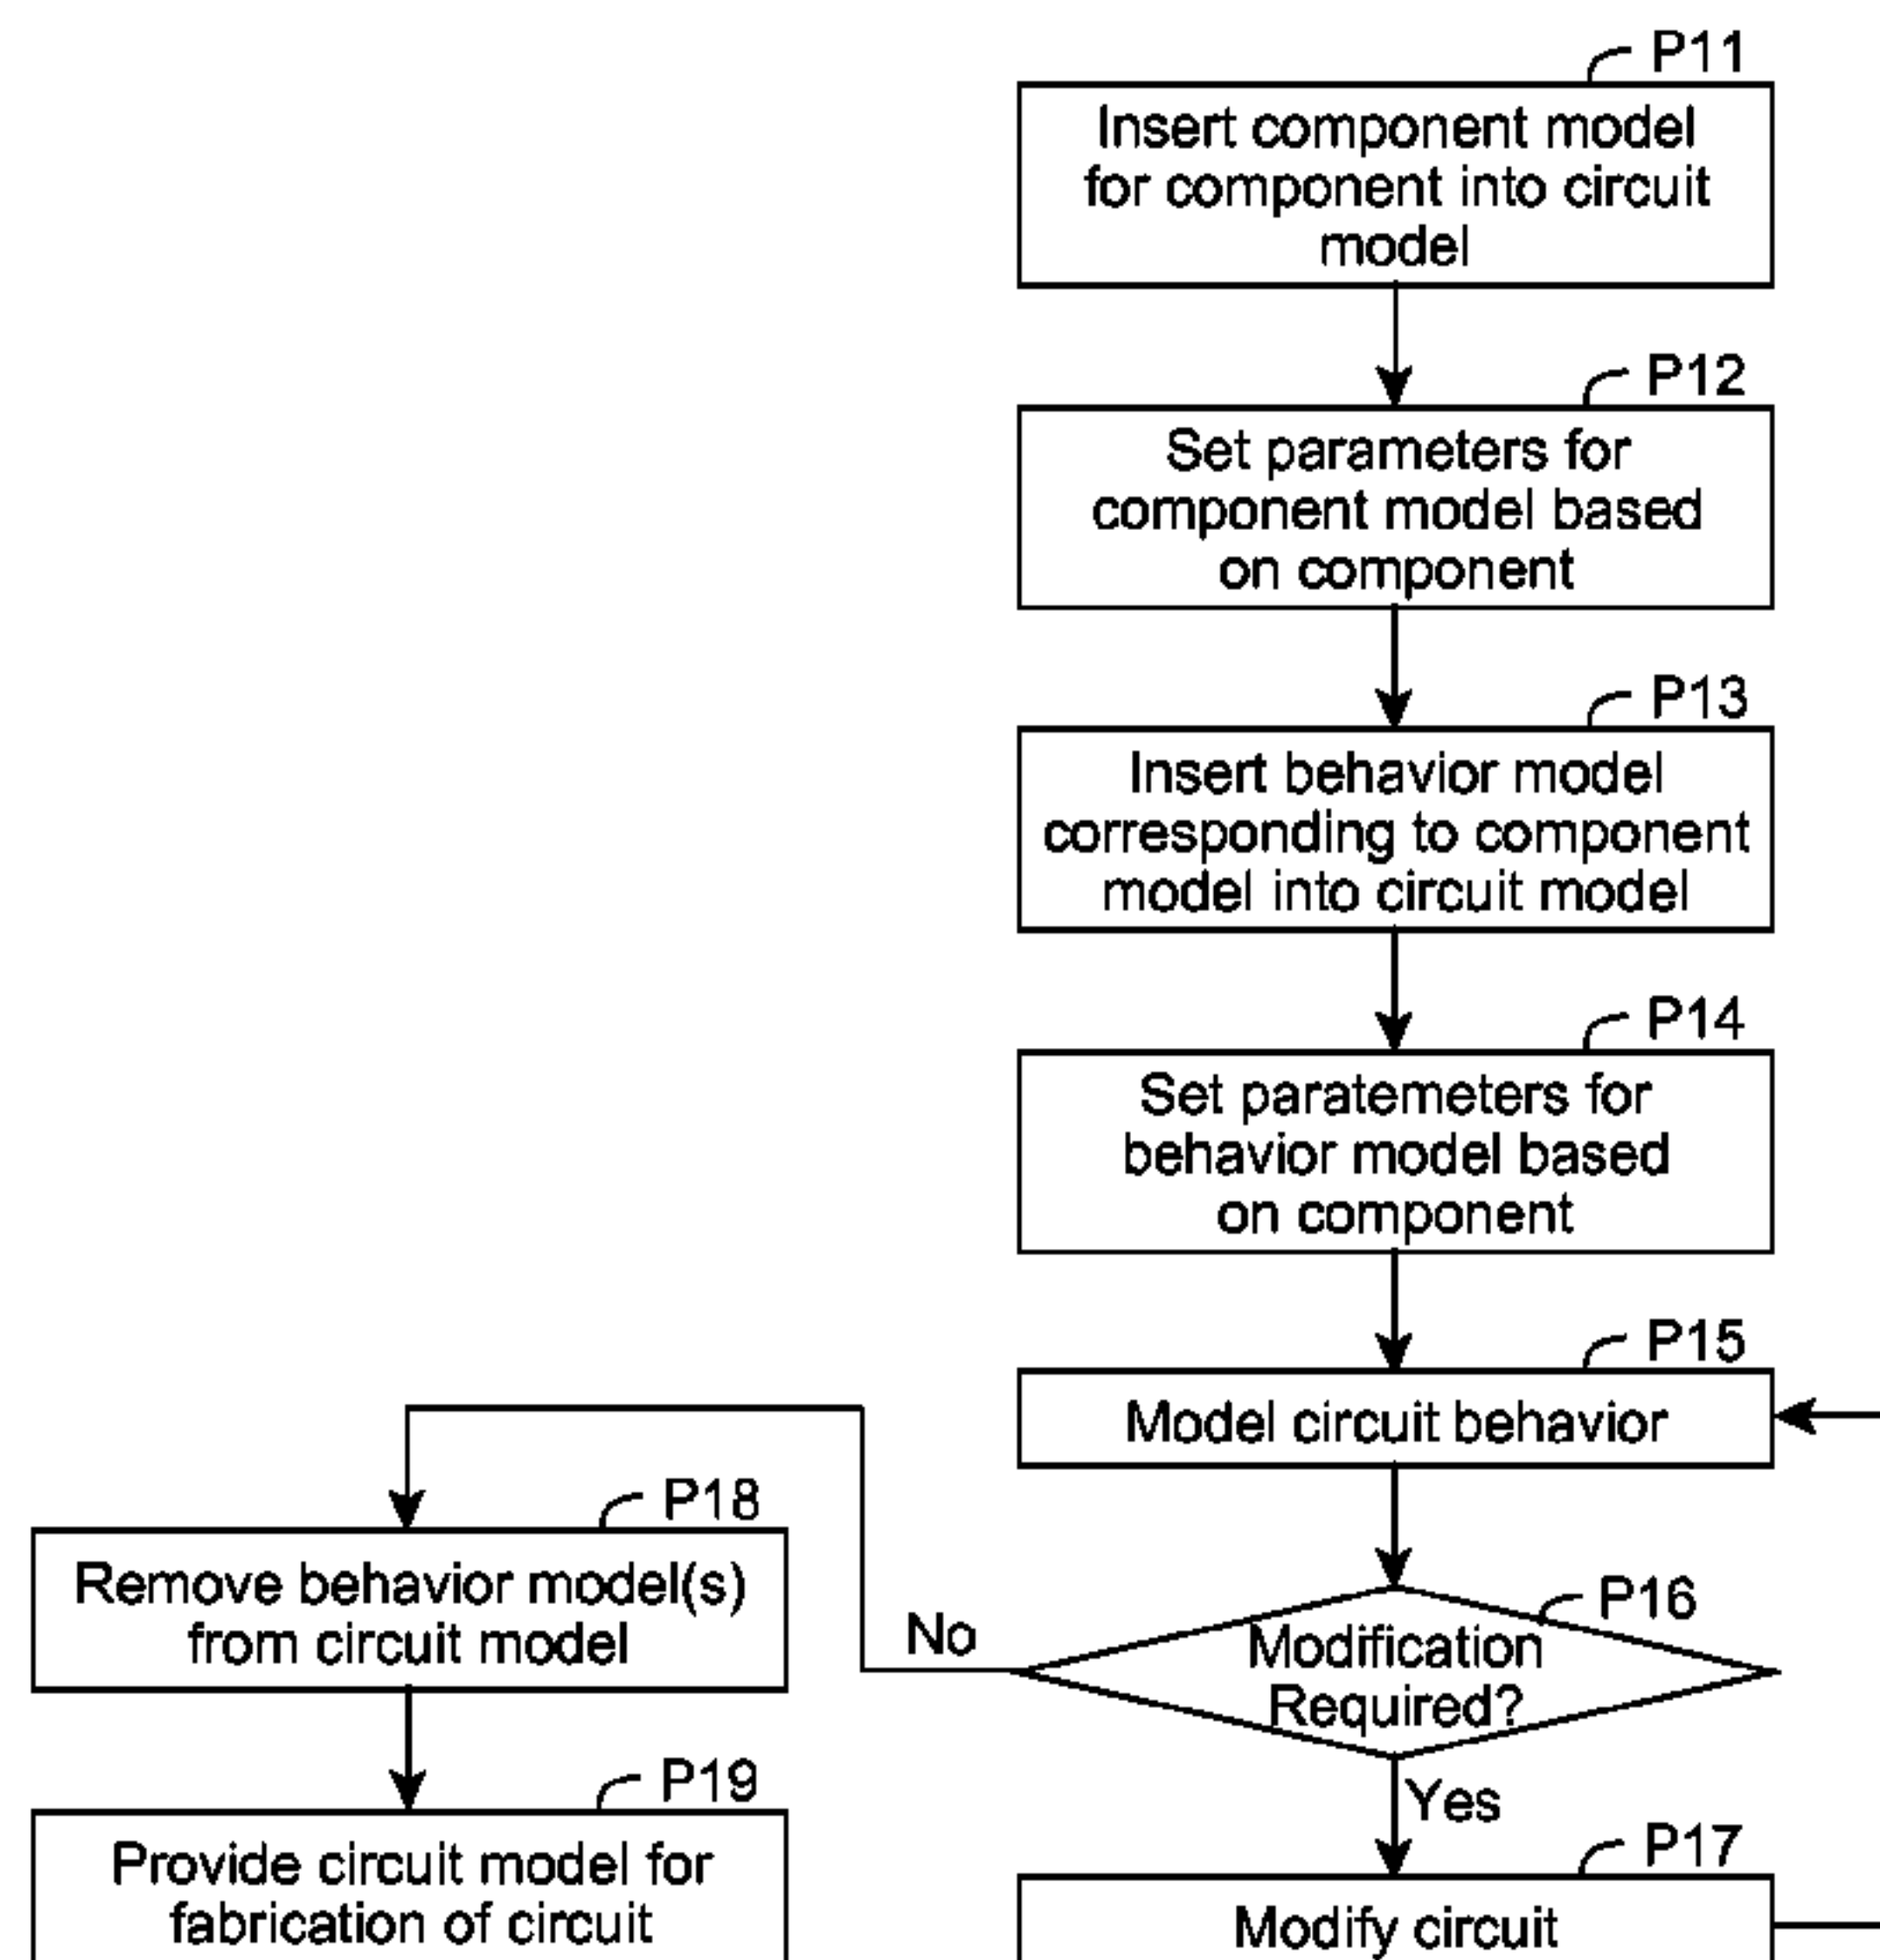 P11
Insert component model
for component into circuit
model
P12
Set parameters for
component model based
on component
P13
Insert behavior model
corresponding to component
model into circuit model
P14
Set paratemeters for
behavior model based
on component
P15
Model circuit behavior
P16
Modification
Required?
No
Yes
P17
Modify circuit
P18
Remove behavior model(s)
from circuit model
P19
Provide circuit model for
fabrication of circuit